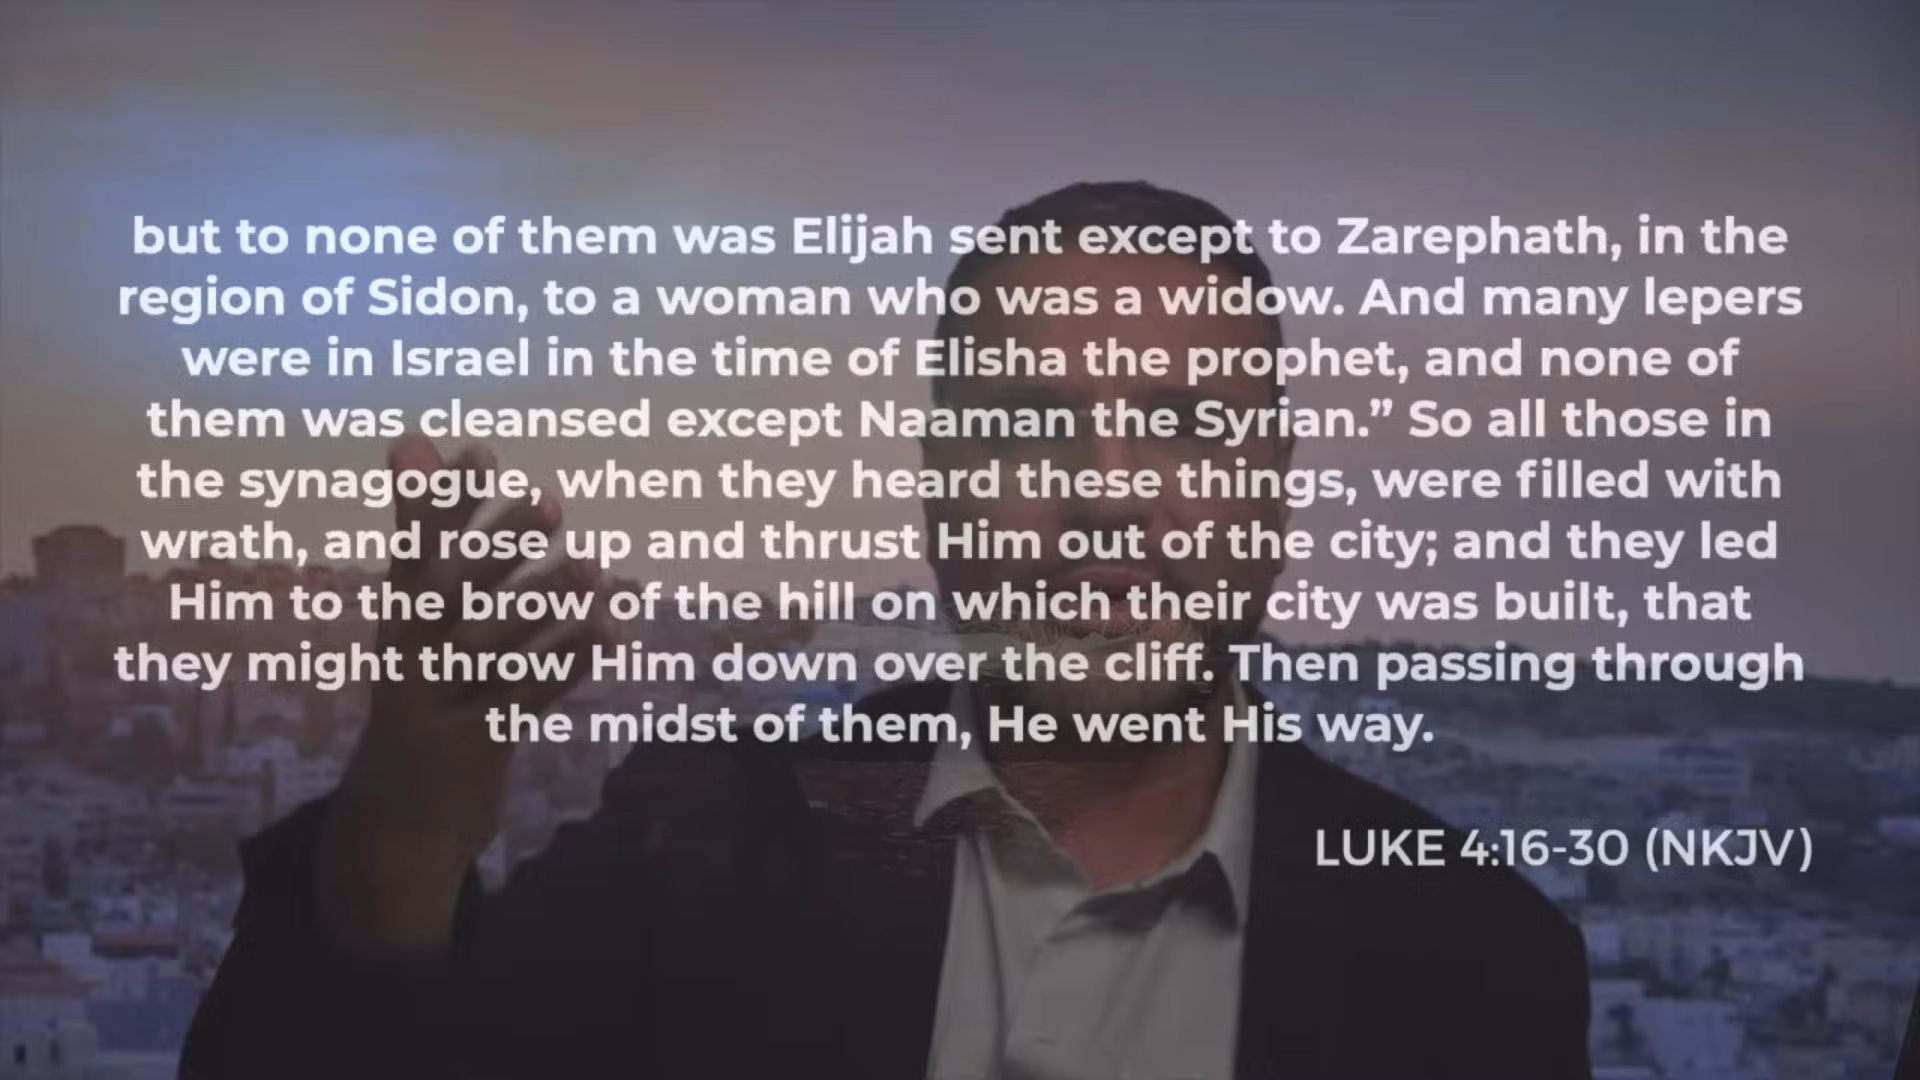 but to none of them was Elijah sent except to Zarephath, in the
region of Sidon, to a woman who was a widow. And many lepers
were in Israel in the time of Elisha the prophet, and none of
them was cleansed except Naaman the Syrian.” So all those in
the synagogue, when they heard these things, were filled with
wrath, and rose up and thrust Him out of the city; and they led
Him to the brow of the hill on which their city was built, that
they might throw Him down over the cliff. Then passing through
the midst of them, He went His way.
LUKE 4:16-30 (NKJV)